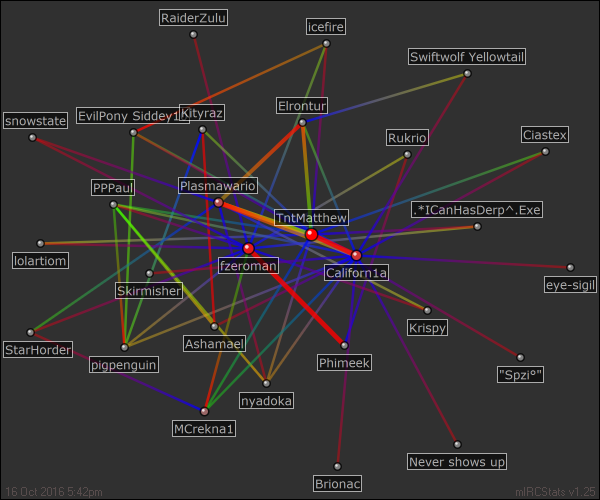 RaiderZulu
icefire
Swiftwolf Yellowtail
Elrontur
EvilPony Siddey1
Kityraz
snowstate
Rukrio
Ciastex
PPPaul
Plasmawario
TntMatthew
.*ICanHasDerp^.Exe
lolartiom
fzeroman
Californ1a
eye-sigil
Skirmisher
Krispy
StarHorder
pigpenguin
Ashamael
Phimeek
"Spzi°"
nyadoka
MCrekna1
Never shows up
Brionac
16 Oct 2016 5:42pm
mIRCStats v1.25